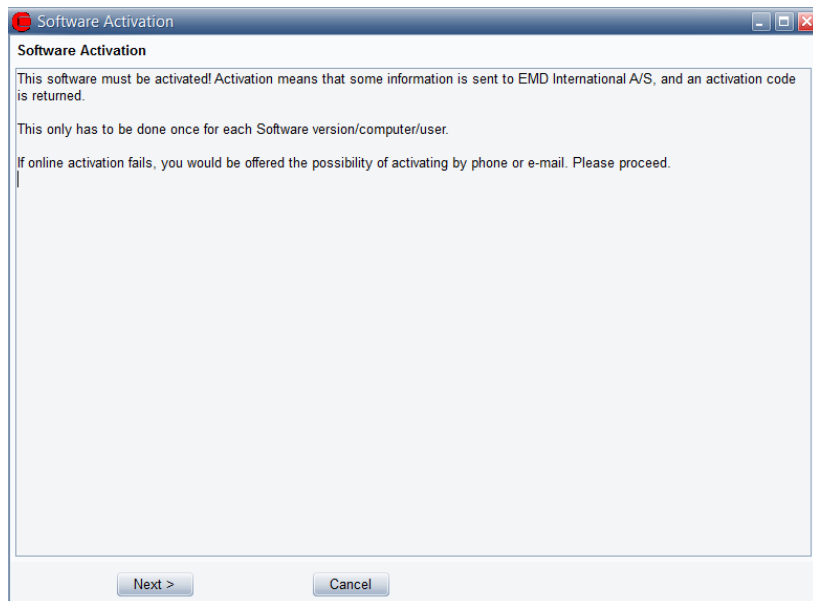 Software Activation
Software Activation
This software must be activated! Activation means that some information is sent to EMD International A/S, and an activation code
is returned.
This only has to be done once for each Software version/computer/user.
If online activation fails, you would be offered the possibility of activating by phone or e-mail. Please proceed.
Next > Cancel